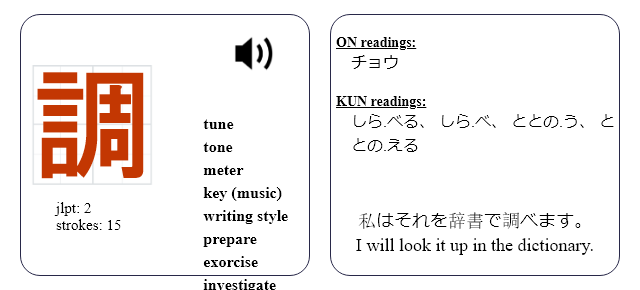 調
jlpt: 2
strokes: 15
tune
tone
meter
key (music)
writing style
prepare
exorcise
investigate
ON readings:
チョウ
KUN readings:
しら.べる、 しら.べ、 ととの.う、 と
との.える
私はそれを辞書で調べます。
I will look it up in the dictionary.